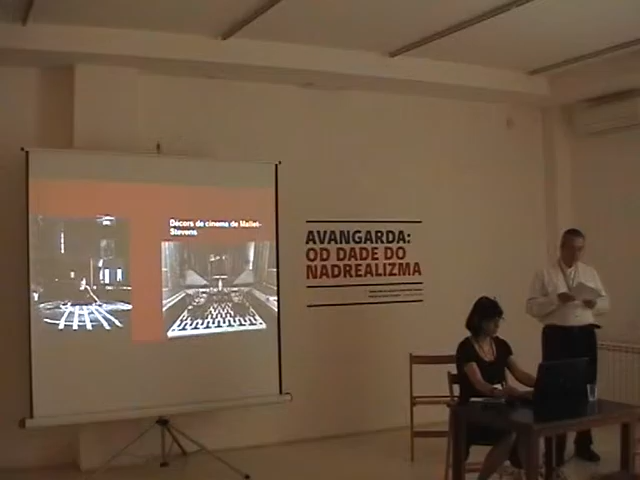 Décors de cinema de Mallet-
Stevens
AVANGARDA:
OD DADE DO
NADREALIZMA